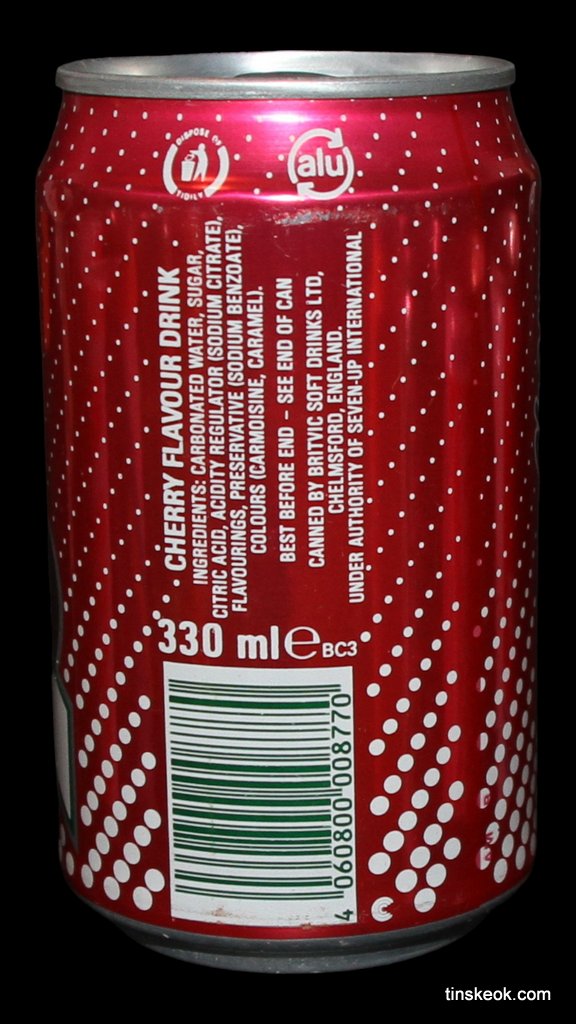 DISPOSE OF
TIDILY
alu
CHERRY FLAVOUR DRINK
INGREDIENTS: CARBONATED WATER, SUGAR,
CITRIC ACID, ACIDITY REGULATOR (SODIUM CITRATE),
FLAVOURINGS, PRESERVATIVE (SODIUM BENZOATE),
COLOURS (CARMOISINE, CARAMEL).
BEST BEFORE END - SEE END OF CAN
CANNED BY BRITVIC SOFT DRINKS LTD,
CHELMSFORD, ENGLAND.
UNDER AUTHORITY OF SEVEN-UP INTERNATIONAL
330 ml e BC3
4 060800 008770
C
tinskeok.com